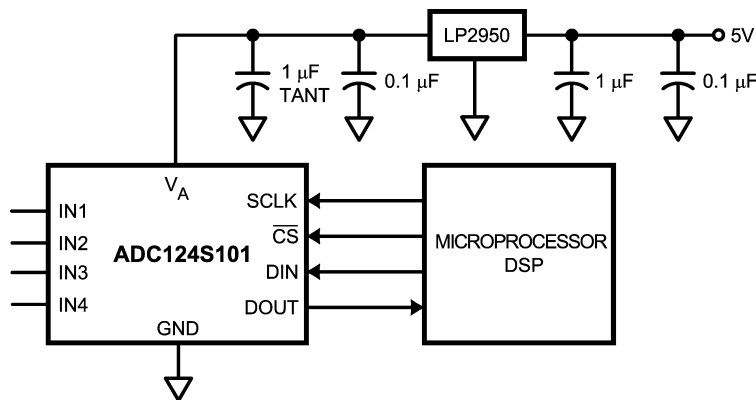 LP2950
5V
1 µF
TANT
0.1 µF
1 µF
0.1 µF
VA
SCLK
IN1
CS
IN2
ADC124S101
MICROPROCESSOR
DSP
IN3
DIN
IN4
DOUT
GND